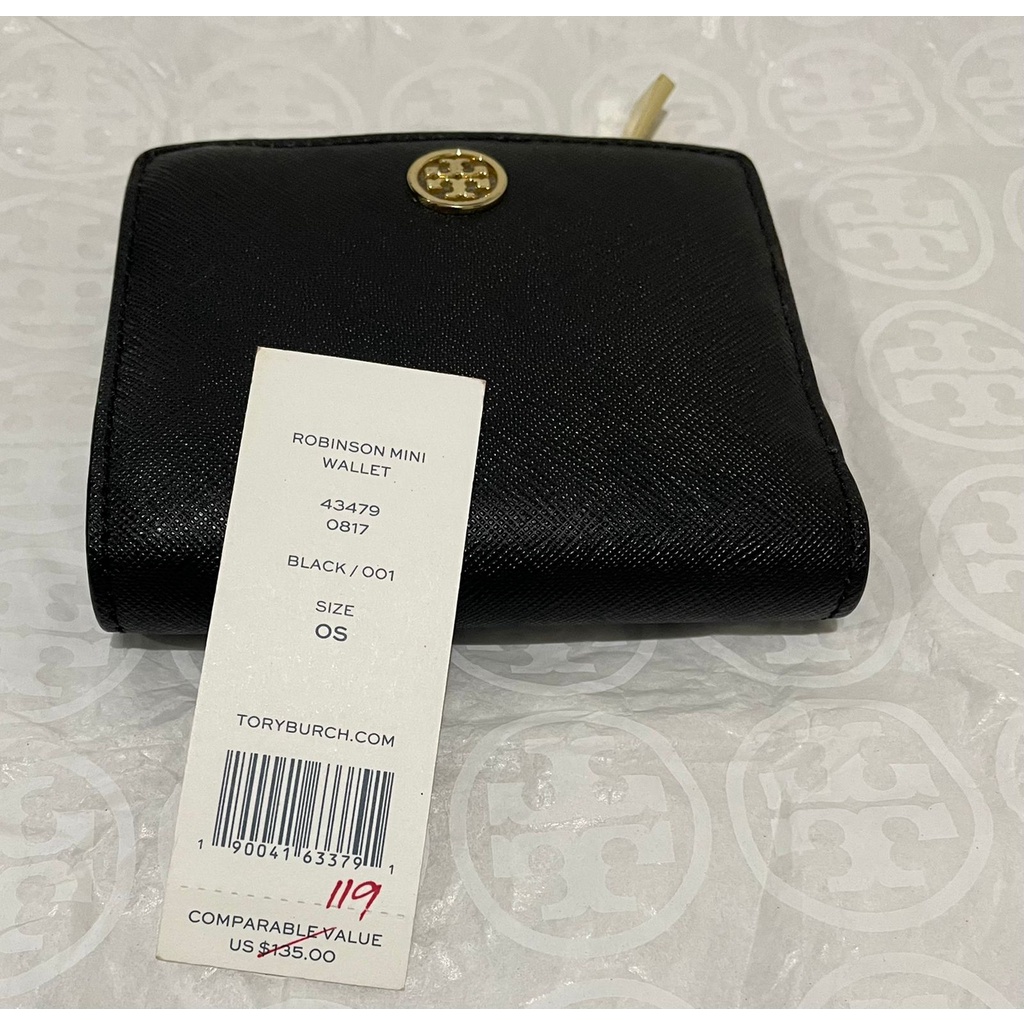 ROBINSON MINI
WALLET
43479
0817
BLACK / 001
SIZE
OS
TORYBURCH.COM
1 90041 63379 1
119
COMPARABLE VALUE
US $135.00